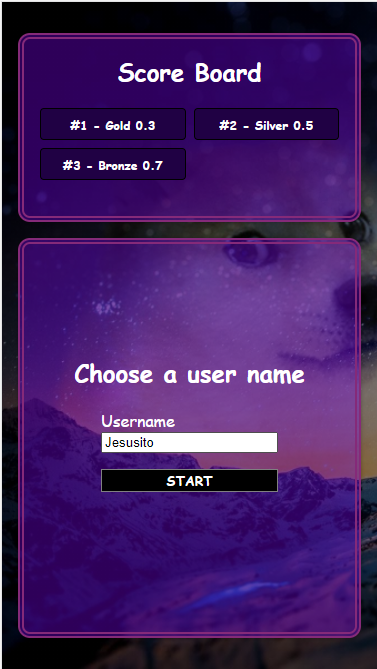 Score Board
#1 - Gold 0.3
#2 - Silver 0.5
#3 - Bronze 0.7
Choose a user name
Username
Jesusito
START